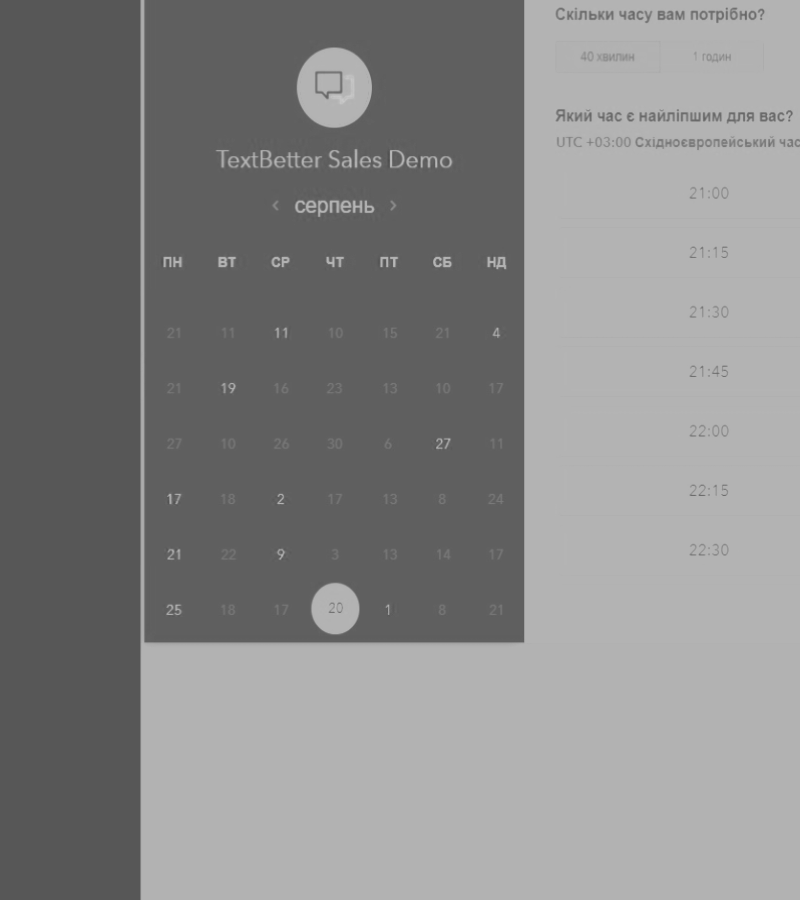 TextBetter Sales Demo
‹ серпень ›
ПН ВТ СР ЧТ ПТ СБ НД
21 11 11 10 15 21 4
21 19 16 23 13 10 17
27 10 26 30 6 27 11
17 18 2 17 13 8 24
21 22 9 3 13 14 17
25 18 17 20 1 8 21
Скільки часу вам потрібно?
40 хвилин 1 годин
Який час є найліпшим для вас?
UTC +03:00 Східноєвропейський час
21:00
21:15
21:30
21:45
22:00
22:15
22:30